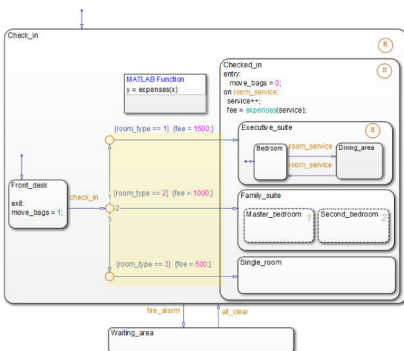 Check_in
H
Checked_in
H
entry:
move_bags = 0;
on room_service:
service++;
fee = expenses(service);
MATLAB Function
y = expenses(x)
[room_type == 1] {fee = 1500;}
Executive_suite
H
Bedroom
room_service
room_service
Dining_area
Front_desk
exit:
move_bags = 1;
check_in
1
[room_type == 2] {fee = 1000;}
2
3
Family_suite
Master_bedroom
1
Second_bedroom
2
[room_type == 3] {fee = 500;}
Single_room
fire_alarm
all_clear
Waiting_area